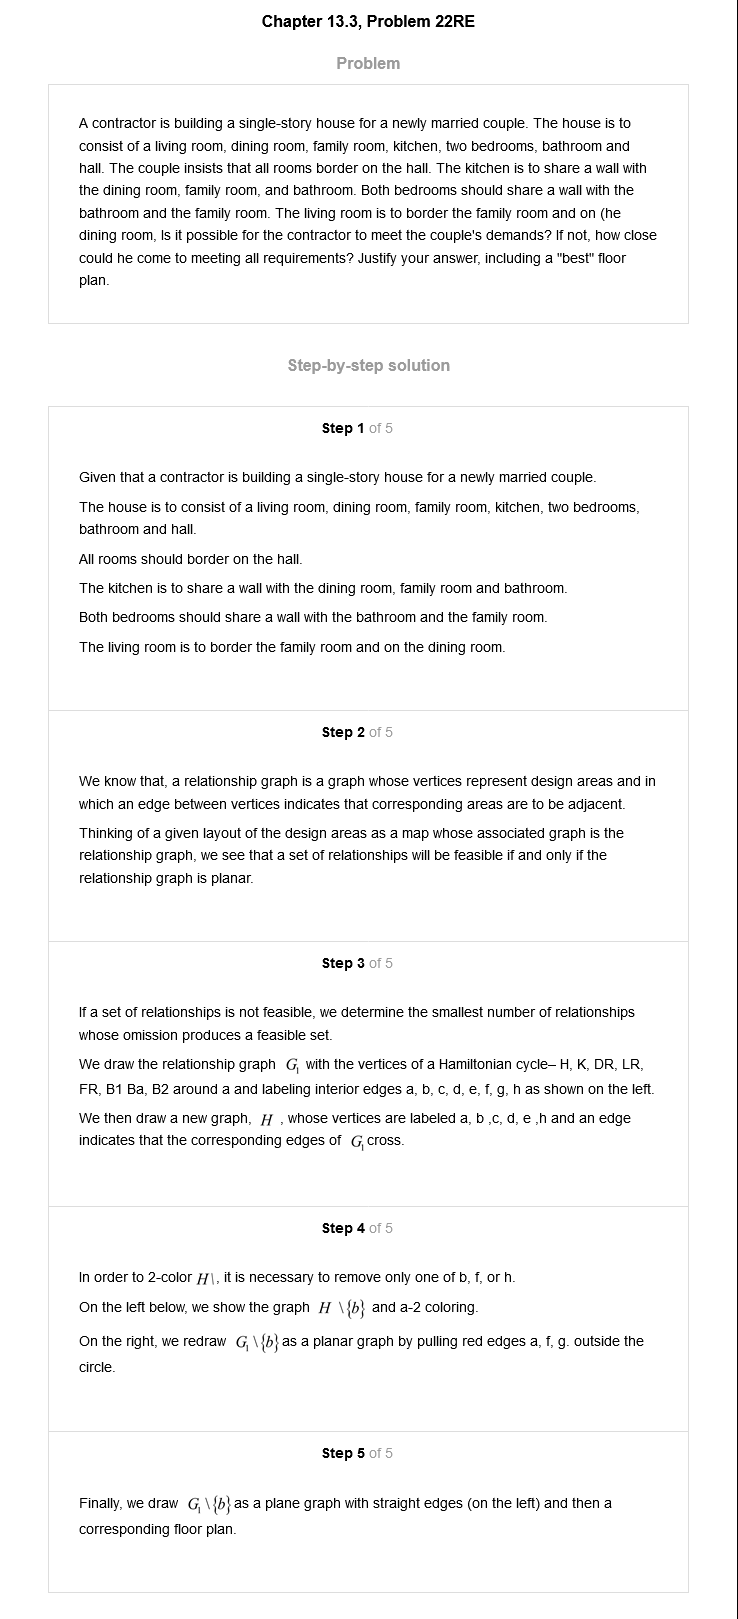 Chapter 13.3, Problem 22RE
Problem
A contractor is building a single-story house for a newly married couple. The house is to
consist of a living room, dining room, family room, kitchen, two bedrooms, bathroom and
hall. The couple insists that all rooms border on the hall. The kitchen is to share a wall with
the dining room, family room, and bathroom. Both bedrooms should share a wall with the
bathroom and the family room. The living room is to border the family room and on (he
dining room, Is it possible for the contractor to meet the couple's demands? If not, how close
could he come to meeting all requirements? Justify your answer, including a "best" floor
plan.
Step-by-step solution
Step 1 of 5
Given that a contractor is building a single-story house for a newly married couple.
The house is to consist of a living room, dining room, family room, kitchen, two bedrooms,
bathroom and hall.
All rooms should border on the hall.
The kitchen is to share a wall with the dining room, family room and bathroom.
Both bedrooms should share a wall with the bathroom and the family room.
The living room is to border the family room and on the dining room.
Step 2 of 5
We know that, a relationship graph is a graph whose vertices represent design areas and in
which an edge between vertices indicates that corresponding areas are to be adjacent.
Thinking of a given layout of the design areas as a map whose associated graph is the
relationship graph, we see that a set of relationships will be feasible if and only if the
relationship graph is planar.
Step 3 of 5
If a set of relationships is not feasible, we determine the smallest number of relationships
whose omission produces a feasible set.
We draw the relationship graph G₁ with the vertices of a Hamiltonian cycle– H, K, DR, LR,
FR, B1 Ba, B2 around a and labeling interior edges a, b, c, d, e, f, g, h as shown on the left.
We then draw a new graph, H , whose vertices are labeled a, b ,c, d, e ,h and an edge
indicates that the corresponding edges of G₁ cross.
Step 4 of 5
In order to 2-color H\, it is necessary to remove only one of b, f, or h.
On the left below, we show the graph H \{b} and a-2 coloring.
On the right, we redraw G₁ \{b} as a planar graph by pulling red edges a, f, g. outside the
circle.
Step 5 of 5
Finally, we draw G₁ \{b} as a plane graph with straight edges (on the left) and then a
corresponding floor plan.